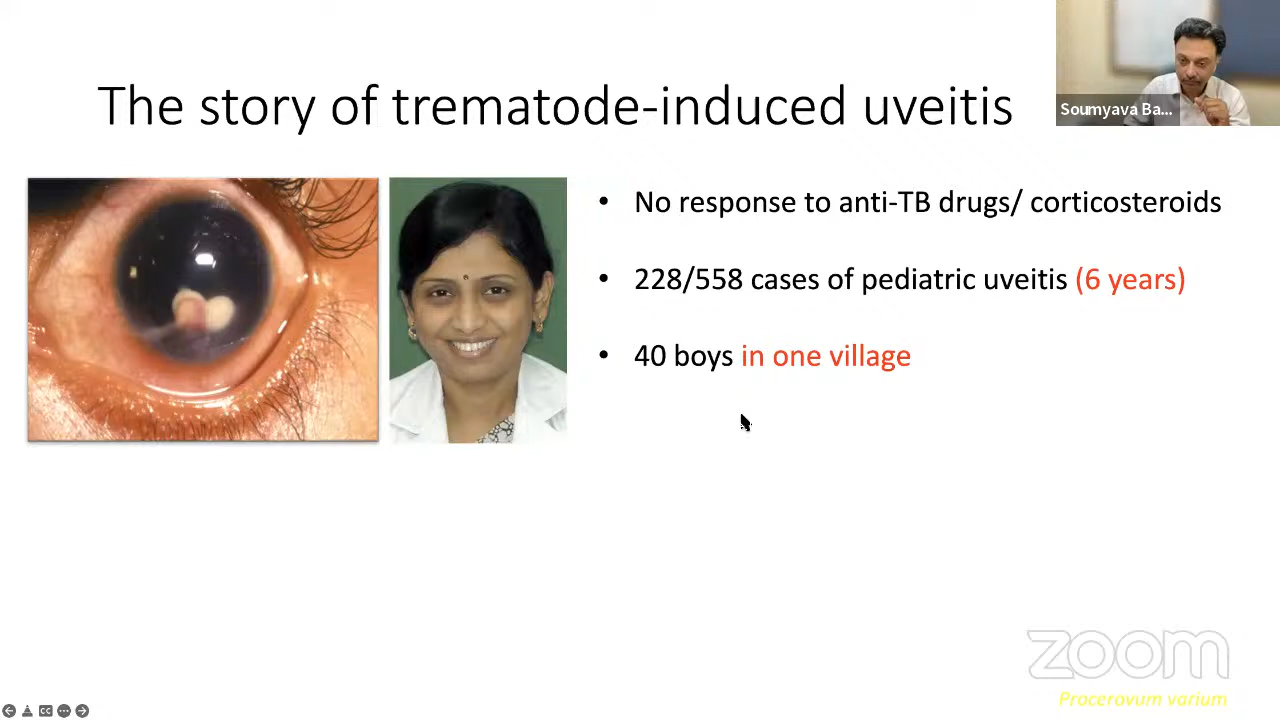 The story of trematode-induced uveitis
Soumyava Ba...
• No response to anti-TB drugs/ corticosteroids
• 228/558 cases of pediatric uveitis (6 years)
• 40 boys in one village
zoom
Procerovum varium